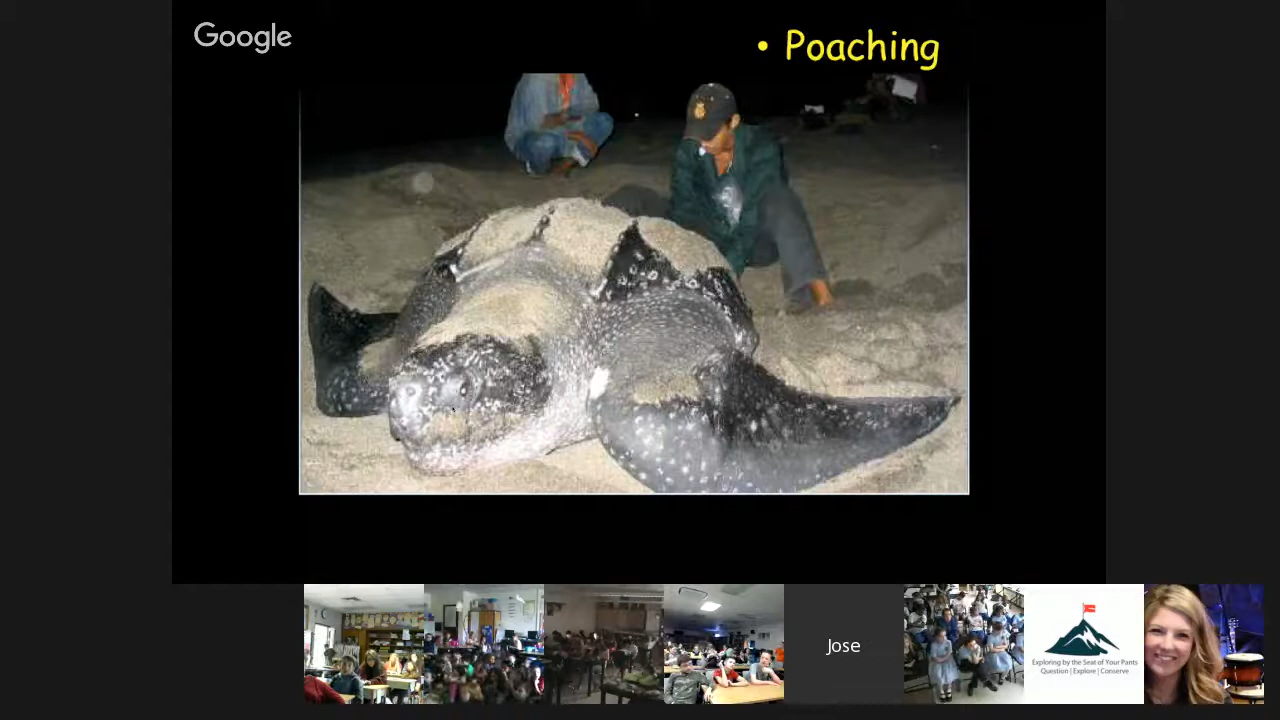 Google
• Poaching
Jose
Exploring by the Seat of Your Pants
Question | Explore | Conserve